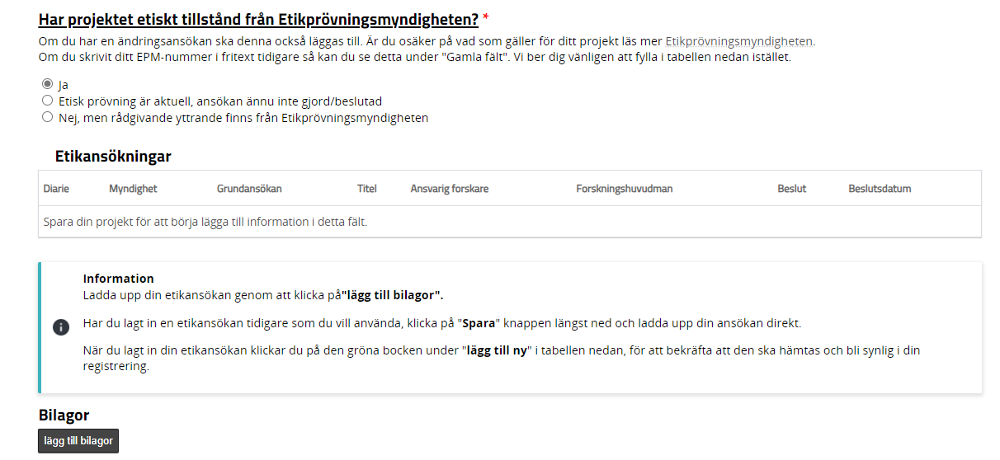 Har projektet etiskt tillstånd från Etikprövningsmyndigheten? *
Om du har en ändringsansökan ska denna också läggas till. Är du osäker på vad som gäller för ditt projekt läs mer Etikprövningsmyndigheten.
Om du skrivit ditt EPM-nummer i fritext tidigare så kan du se detta under "Gamla fält". Vi ber dig vänligen att fylla i tabellen nedan istället.
Ja
Etisk prövning är aktuell, ansökan ännu inte gjord/beslutad
Nej, men rådgivande yttrande finns från Etikprövningsmyndigheten
Etikansökningar
Diarie Myndighet Grundansökan Titel Ansvarig forskare Forskningshuvudman Beslut Beslutsdatum
Spara din projekt för att börja lägga till information i detta fält.
Information
Ladda upp din etikansökan genom att klicka på"lägg till bilagor".
Har du lagt in en etikansökan tidigare som du vill använda, klicka på "Spara" knappen längst ned och ladda upp din ansökan direkt.
När du lagt in din etikansökan klickar du på den gröna bocken under "lägg till ny" i tabellen nedan, för att bekräfta att den ska hämtas och bli synlig i din
registrering.
Bilagor
lägg till bilagor